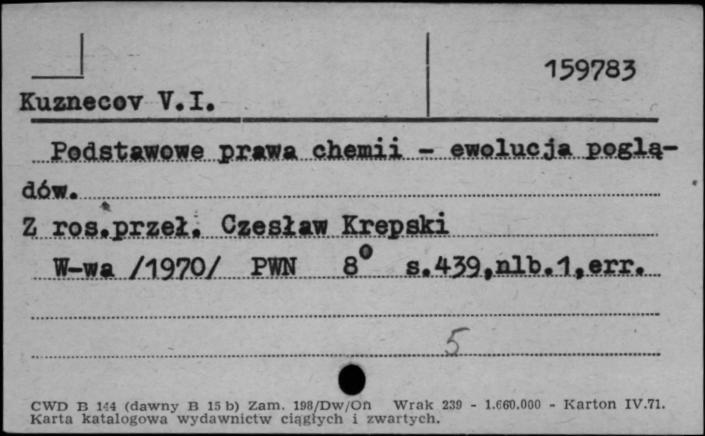 159783
Kuznecov V.I.
Podstawowe prawa chemii - ewolucja poglą-
dów.
Z ros.przeł. Czesław Krepski
W-wa /1970/ PWN 8° s.439,nlb.1,err.
5
CWD B 144 (dawny B 15 b) Zam. 198/Dw/On Wrak 239 - 1.660.000 - Karton IV.71.
Karta katalogowa wydawnictw ciągłych i zwartych.